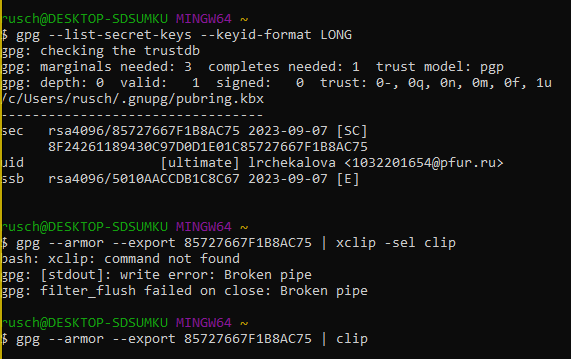 rusch@DESKTOP-SDSUMKU MINGW64 ~
$ gpg --list-secret-keys --keyid-format LONG
gpg: checking the trustdb
gpg: marginals needed: 3  completes needed: 1  trust model: pgp
gpg: depth: 0  valid:   1  signed:   0  trust: 0-, 0q, 0n, 0m, 0f, 1u
/c/Users/rusch/.gnupg/pubring.kbx
---------------------------------
sec   rsa4096/85727667F1B8AC75 2023-09-07 [SC]
      8F24261189430C97D0D1E01C85727667F1B8AC75
uid                 [ultimate] lrchekalova <1032201654@pfur.ru>
ssb   rsa4096/5010AACCDB1C8C67 2023-09-07 [E]
rusch@DESKTOP-SDSUMKU MINGW64 ~
$ gpg --armor --export 85727667F1B8AC75 | xclip -sel clip
bash: xclip: command not found
gpg: [stdout]: write error: Broken pipe
gpg: filter_flush failed on close: Broken pipe
rusch@DESKTOP-SDSUMKU MINGW64 ~
$ gpg --armor --export 85727667F1B8AC75 | clip